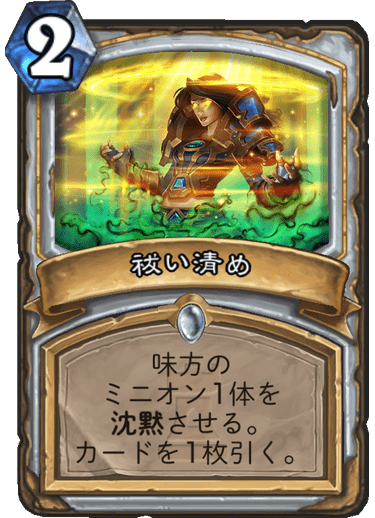 2
祓い清め
味方の
ミニオン1体を
沈黙させる。
カードを1枚引く。